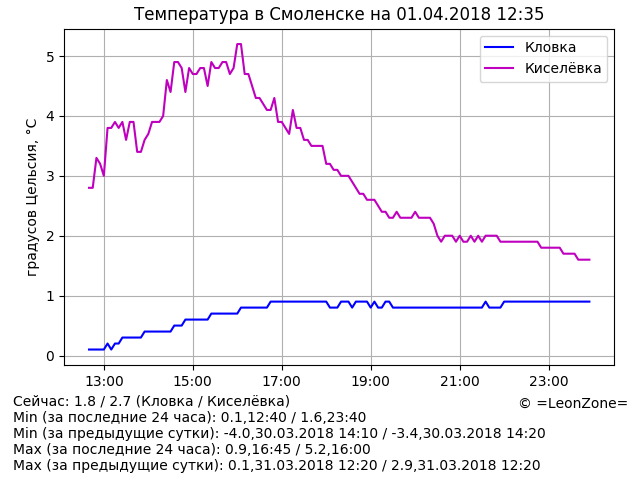 Температура в Смоленске на 01.04.2018 12:35
градусов Цельсия, °C
5
4
3
2
1
0
Кловка
Киселёвка
13:00 15:00 17:00 19:00 21:00 23:00
Сейчас: 1.8 / 2.7 (Кловка / Киселёвка)
© =LeonZone=
Min (за последние 24 часа): 0.1,12:40 / 1.6,23:40
Min (за предыдущие сутки): -4.0,30.03.2018 14:10 / -3.4,30.03.2018 14:20
Max (за последние 24 часа): 0.9,16:45 / 5.2,16:00
Max (за предыдущие сутки): 0.1,31.03.2018 12:20 / 2.9,31.03.2018 12:20